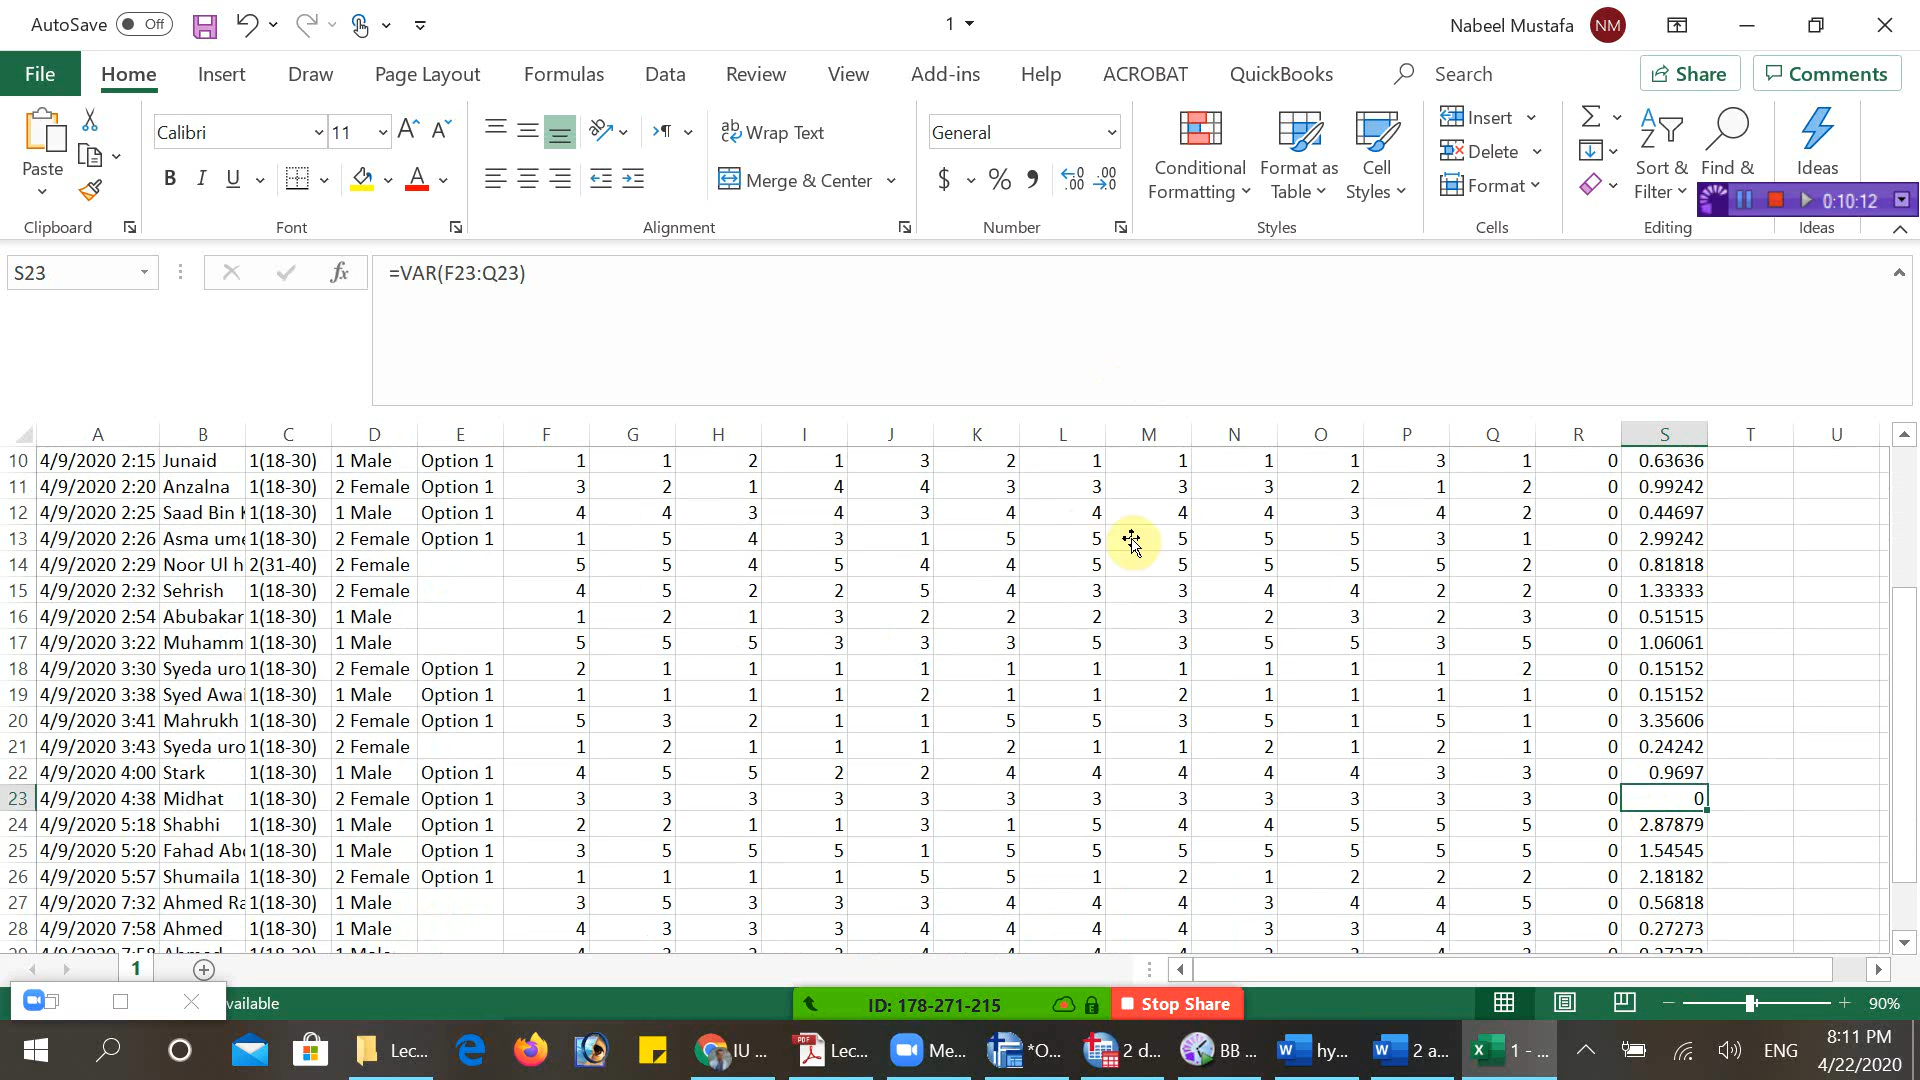 AutoSave Off 1 Nabeel Mustafa NM
File Home Insert Draw Page Layout Formulas Data Review View Add-ins Help ACROBAT QuickBooks Search Share Comments
Paste Calibri 11 Wrap Text General Insert
B I U Merge & Center $ % Conditional Formatting Format as Table Cell Styles Delete Format Sort & Filter Find & Ideas
0:10:12
Clipboard Font Alignment Number Styles Cells Editing Ideas
S23 fx =VAR(F23:Q23)
A B C D E F G H I J K L M N O P Q R S T U
10 4/9/2020 2:15 Junaid 1(18-30) 1 Male Option 1 1 1 2 1 3 2 1 1 1 1 3 1 0 0.63636
11 4/9/2020 2:20 Anzalna 1(18-30) 2 Female Option 1 3 2 1 4 4 3 3 3 3 2 1 2 0 0.99242
12 4/9/2020 2:25 Saad Bin 1(18-30) 1 Male Option 1 4 4 3 4 3 4 4 4 4 3 4 2 0 0.44697
13 4/9/2020 2:26 Asma ume 1(18-30) 2 Female Option 1 1 5 4 3 1 5 5 5 5 5 3 1 0 2.99242
14 4/9/2020 2:29 Noor Ul h 2(31-40) 2 Female 5 5 4 5 4 4 5 5 5 5 5 2 0 0.81818
15 4/9/2020 2:32 Sehrish 1(18-30) 2 Female 4 5 2 2 5 4 3 3 4 4 2 2 0 1.33333
16 4/9/2020 2:54 Abubakar 1(18-30) 1 Male 1 2 1 3 2 2 2 3 2 3 2 3 0 0.51515
17 4/9/2020 3:22 Muhamm 1(18-30) 1 Male 5 5 5 3 3 3 5 3 5 5 3 5 0 1.06061
18 4/9/2020 3:30 Syeda uro 1(18-30) 2 Female Option 1 2 1 1 1 1 1 1 1 1 1 1 2 0 0.15152
19 4/9/2020 3:38 Syed Awa 1(18-30) 1 Male Option 1 1 1 1 1 2 1 1 2 1 1 1 1 0 0.15152
20 4/9/2020 3:41 Mahrukh 1(18-30) 2 Female Option 1 5 3 2 1 1 5 5 3 5 1 5 1 0 3.35606
21 4/9/2020 3:43 Syeda uro 1(18-30) 2 Female 1 2 1 1 1 2 1 1 2 1 2 1 0 0.24242
22 4/9/2020 4:00 Stark 1(18-30) 1 Male Option 1 4 5 5 2 2 4 4 4 4 4 3 3 0 0.9697
23 4/9/2020 4:38 Midhat 1(18-30) 2 Female Option 1 3 3 3 3 3 3 3 3 3 3 3 3 0 0
24 4/9/2020 5:18 Shabhi 1(18-30) 1 Male Option 1 2 2 1 1 3 1 5 4 4 5 5 5 0 2.87879
25 4/9/2020 5:20 Fahad Ab 1(18-30) 1 Male Option 1 3 5 5 5 1 5 5 5 5 5 5 5 0 1.54545
26 4/9/2020 5:57 Shumaila 1(18-30) 2 Female Option 1 1 1 1 1 5 5 1 2 1 2 2 2 0 2.18182
27 4/9/2020 7:32 Ahmed Ra 1(18-30) 1 Male 3 5 3 3 3 4 4 4 3 4 4 5 0 0.56818
28 4/9/2020 7:58 Ahmed 1(18-30) 1 Male 4 3 3 3 4 4 4 4 3 3 4 3 0 0.27273
1
vailable ID: 178-271-215 Stop Share 90%
Lec... IU ... Lec... Me... *O... 2 d... BB ... hy... 2 a... 1 - ... ENG 8:11 PM
4/22/2020